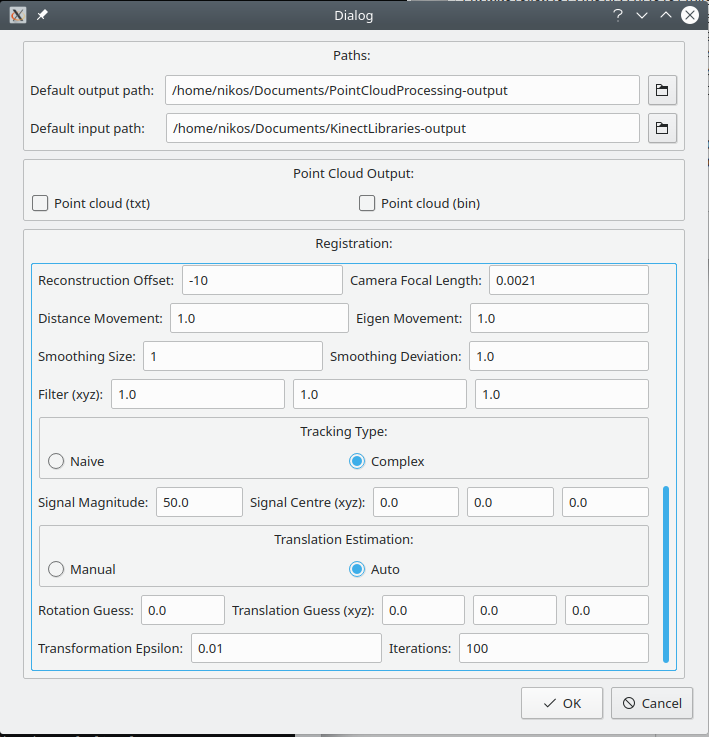 Dialog
Paths:
Default output path: /home/nikos/Documents/PointCloudProcessing-output
Default input path: /home/nikos/Documents/KinectLibraries-output
Point Cloud Output:
Point cloud (txt) Point cloud (bin)
Registration:
Reconstruction Offset: -10 Camera Focal Length: 0.0021
Distance Movement: 1.0 Eigen Movement: 1.0
Smoothing Size: 1 Smoothing Deviation: 1.0
Filter (xyz): 1.0 1.0 1.0
Tracking Type:
Naive Complex
Signal Magnitude: 50.0 Signal Centre (xyz): 0.0 0.0 0.0
Translation Estimation:
Manual Auto
Rotation Guess: 0.0 Translation Guess (xyz): 0.0 0.0 0.0
Transformation Epsilon: 0.01 Iterations: 100
OK Cancel